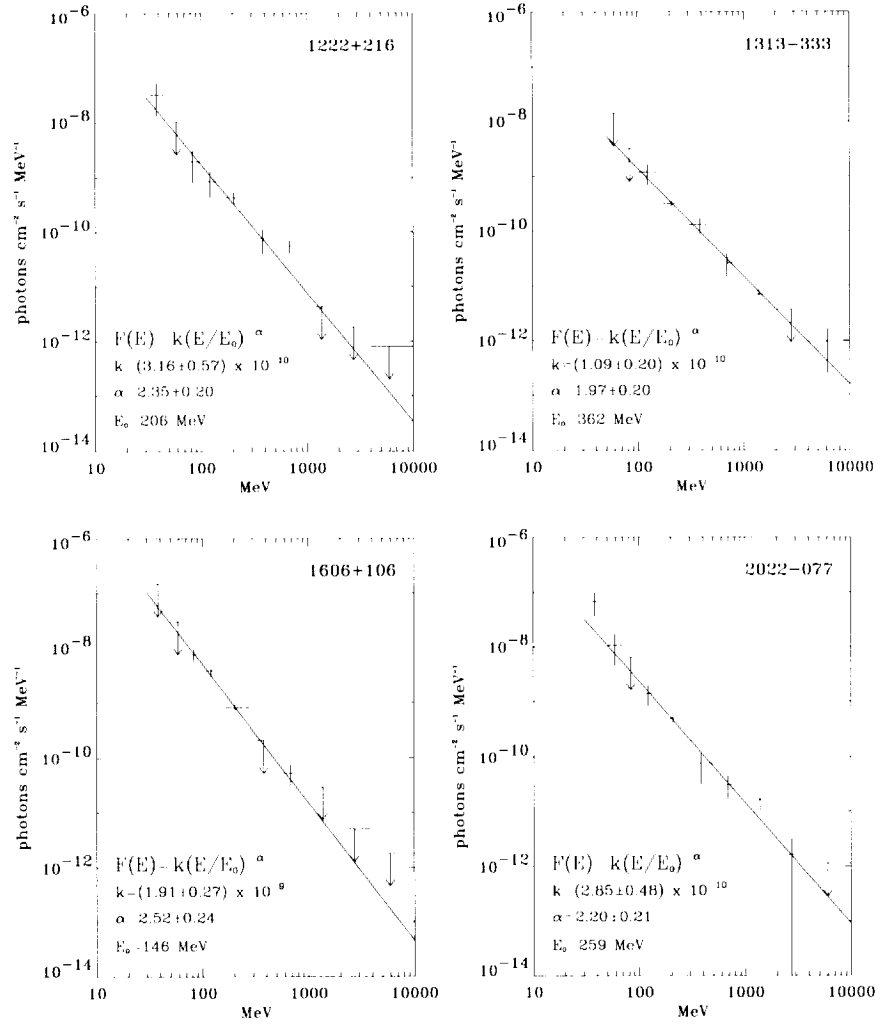 10⁻⁶
10⁻⁸
10⁻¹⁰
10⁻¹²
10⁻¹⁴
photons cm⁻² s⁻¹ MeV⁻¹
1222+216
F(E) k(E/E₀) α
k (3.16±0.57) x 10 10
α 2.35±0.20
E₀ 206 MeV
10 100 1000 10000
MeV
10⁻⁶
10⁻⁸
10⁻¹⁰
10⁻¹²
10⁻¹⁴
photons cm⁻² s⁻¹ MeV⁻¹
1313−333
F(E) - k(E/E₀) α
k-(1.09±0.20) x 10 10
α 1.97±0.20
E₀ 362 MeV
10 100 1000 10000
MeV
10⁻⁶
10⁻⁸
10⁻¹⁰
10⁻¹²
10⁻¹⁴
photons cm⁻² s⁻¹ MeV⁻¹
1606+106
F(E) - k(E/E₀) α
k-(1.91±0.27) x 10 9
α 2.52±0.24
E₀ -146 MeV
10 100 1000 10000
MeV
10⁻⁶
10⁻⁸
10⁻¹⁰
10⁻¹²
10⁻¹⁴
photons cm⁻² s⁻¹ MeV⁻¹
2022−077
F(E) k(E/E₀) α
k (2.85±0.48) x 10 10
α-2.20±0.21
E₀ 259 MeV
10 100 1000 10000
MeV